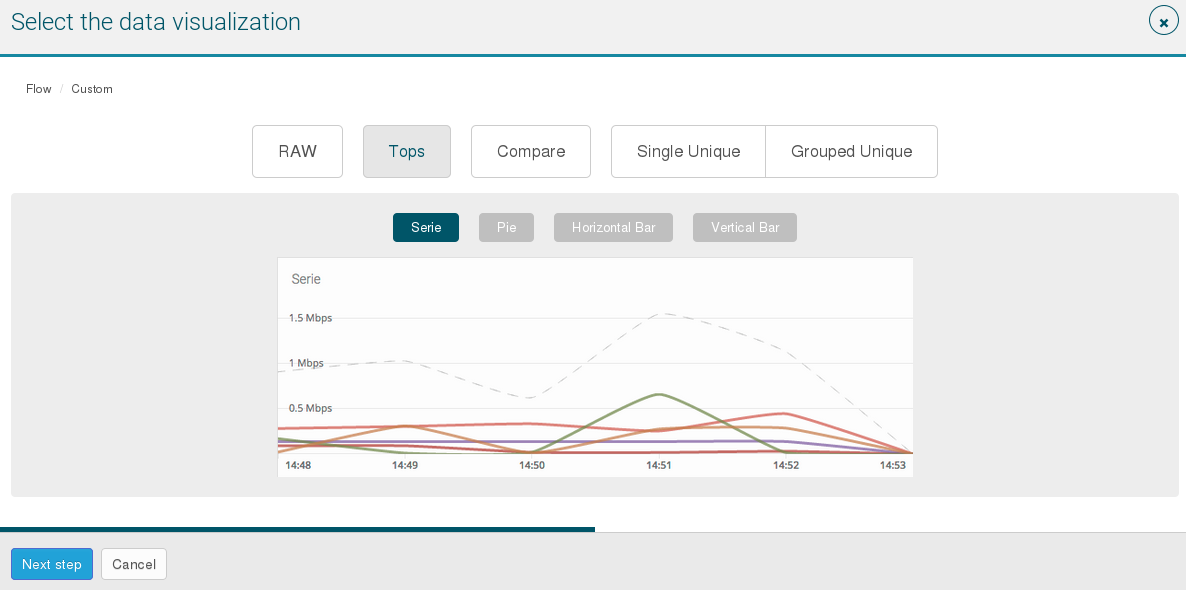 Select the data visualization
Flow / Custom
RAW
Tops
Compare
Single Unique
Grouped Unique
Serie
Pie
Horizontal Bar
Vertical Bar
Serie
1.5 Mbps
1 Mbps
0.5 Mbps
14:48 14:49 14:50 14:51 14:52 14:53
Next step
Cancel